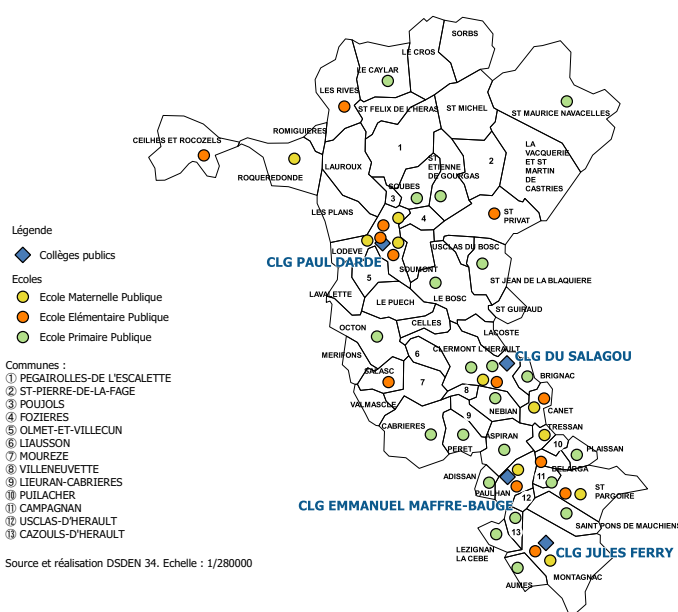 SORBS
LE CROS
LE CAYLAR
LES RIVES
ST FELIX DE L'HERAS
ST MICHEL
ST MAURICE NAVACELLES
ROMIGUIERES
CEILHES ET ROCOZELS
1
LA
VACQUERIE
ET ST
MARTIN
DE
CASTRIES
ST
ETIENNE
DE GOURGAS
2
LAUROUX
ROQUEREDONDE
SOUBES
3
LES PLANS
4
ST
PRIVAT
LODEVE
USCLAS DU BOSC
CLG PAUL DARDE
SOUMONT
5
ST JEAN DE LA BLAQUIERE
LAVALETTE
LE PUECH
LE BOSC
ST GUIRAUD
CELLES
OCTON
LACOSTE
MERIFONS
6
CLERMONT L'HERAULT
CLG DU SALAGOU
SALASC
7
BRIGNAC
8
VALMASCLE
NEBIAN
CANET
9
CABRIERES
ASPIRAN
TRESSAN
PERET
10
PLAISSAN
BELARGA
ADISSAN
11
PAULHAN
ST
PARGOIRE
12
CLG EMMANUEL MAFFRE-BAUGE
SAINT PONS DE MAUCHIENS
13
LEZIGNAN
LA CEBE
CLG JULES FERRY
AUMES
MONTAGNAC
Légende
Collèges publics
Ecoles
Ecole Maternelle Publique
Ecole Elémentaire Publique
Ecole Primaire Publique
Communes :
① PEGAIROLLES-DE L'ESCALETTE
② ST-PIERRE-DE-LA-FAGE
③ POUJOLS
④ FOZIERES
⑤ OLMET-ET-VILLECUN
⑥ LIAUSSON
⑦ MOUREZE
⑧ VILLENEUVETTE
⑨ LIEURAN-CABRIERES
⑩ PUILACHER
⑪ CAMPAGNAN
⑫ USCLAS-D'HERAULT
⑬ CAZOULS-D'HERAULT
Source et réalisation DSDEN 34. Echelle : 1/280000